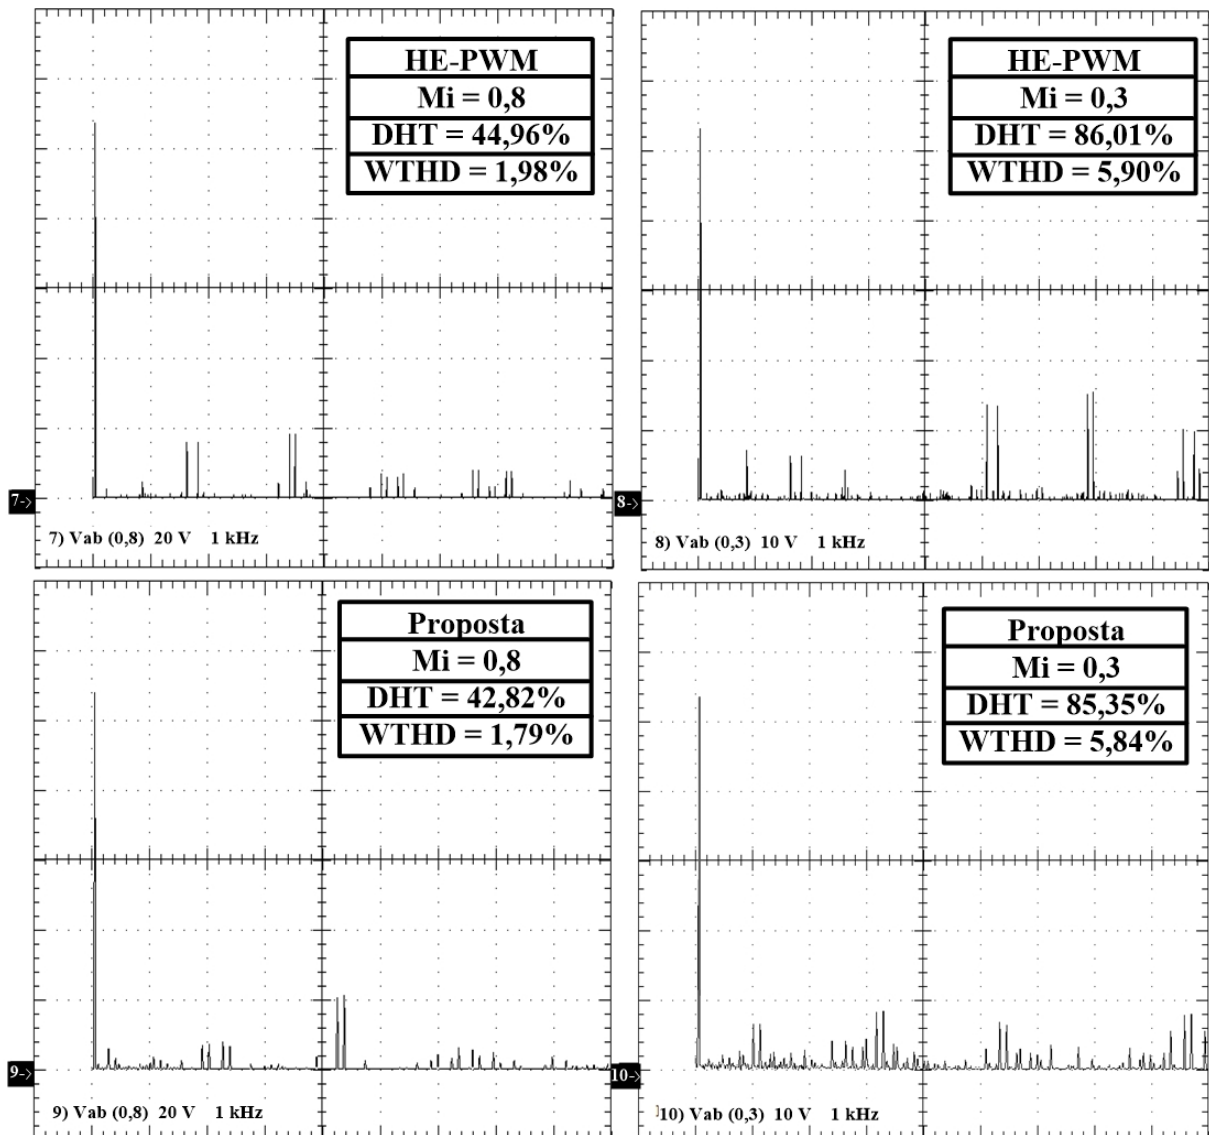 HE-PWM
Mi = 0,8
DHT = 44,96%
WTHD = 1,98%
7->
7) Vab (0,8) 20 V 1 kHz
HE-PWM
Mi = 0,3
DHT = 86,01%
WTHD = 5,90%
8->
8) Vab (0,3) 10 V 1 kHz
Proposta
Mi = 0,8
DHT = 42,82%
WTHD = 1,79%
9->
9) Vab (0,8) 20 V 1 kHz
Proposta
Mi = 0,3
DHT = 85,35%
WTHD = 5,84%
10->
10) Vab (0,3) 10 V 1 kHz